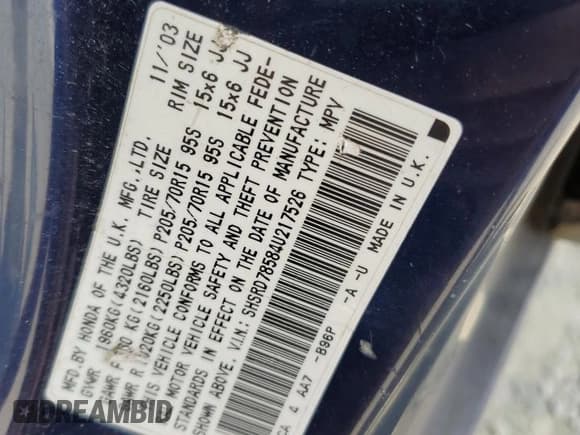 MFD.BY HONDA OF THE U.K. MFG.,LTD. 11/'03
GVWR 1960KG(4320LBS) TIRE SIZE RIM SIZE
GAWR F KG(2160LBS) P205/70R15 95S 15x6 JJ
GAWR R 1020KG(2250LBS) P205/70R15 95S 15x6 JJ
THIS VEHICLE CONFORMS TO ALL APPLICABLE FEDE-
MOTOR VEHICLE SAFETY AND THEFT PREVENTION
STANDARDS IN EFFECT ON THE DATE OF MANUFACTURE
SHOWN ABOVE. V.I.N: SHSRD78584U217526 TYPE: MPV
CA 4 AA7 -B96P -A -U MADE IN U.K.
DREAMBID